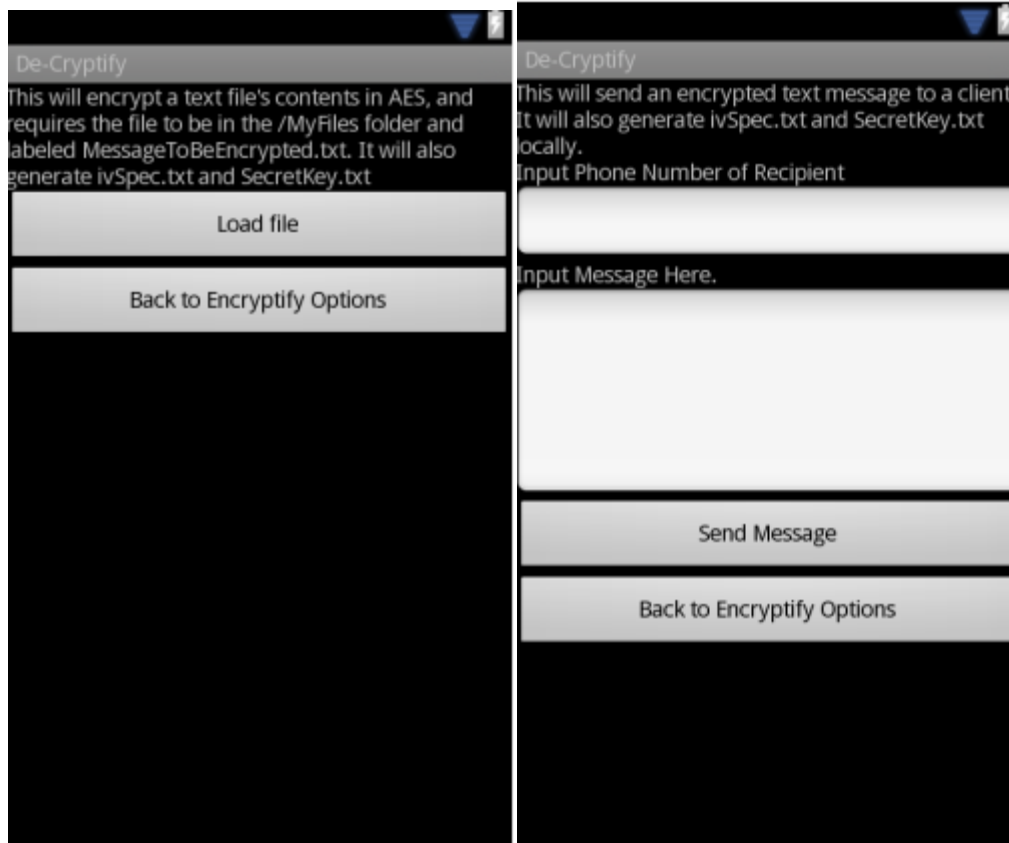 De-Cryptify
This will encrypt a text file's contents in AES, and
requires the file to be in the /MyFiles folder and
labeled MessageToBeEncrypted.txt. It will also
generate ivSpec.txt and SecretKey.txt
Load file
Back to Encryptify Options
De-Cryptify
This will send an encrypted text message to a client
It will also generate ivSpec.txt and SecretKey.txt
locally.
Input Phone Number of Recipient
Input Message Here.
Send Message
Back to Encryptify Options